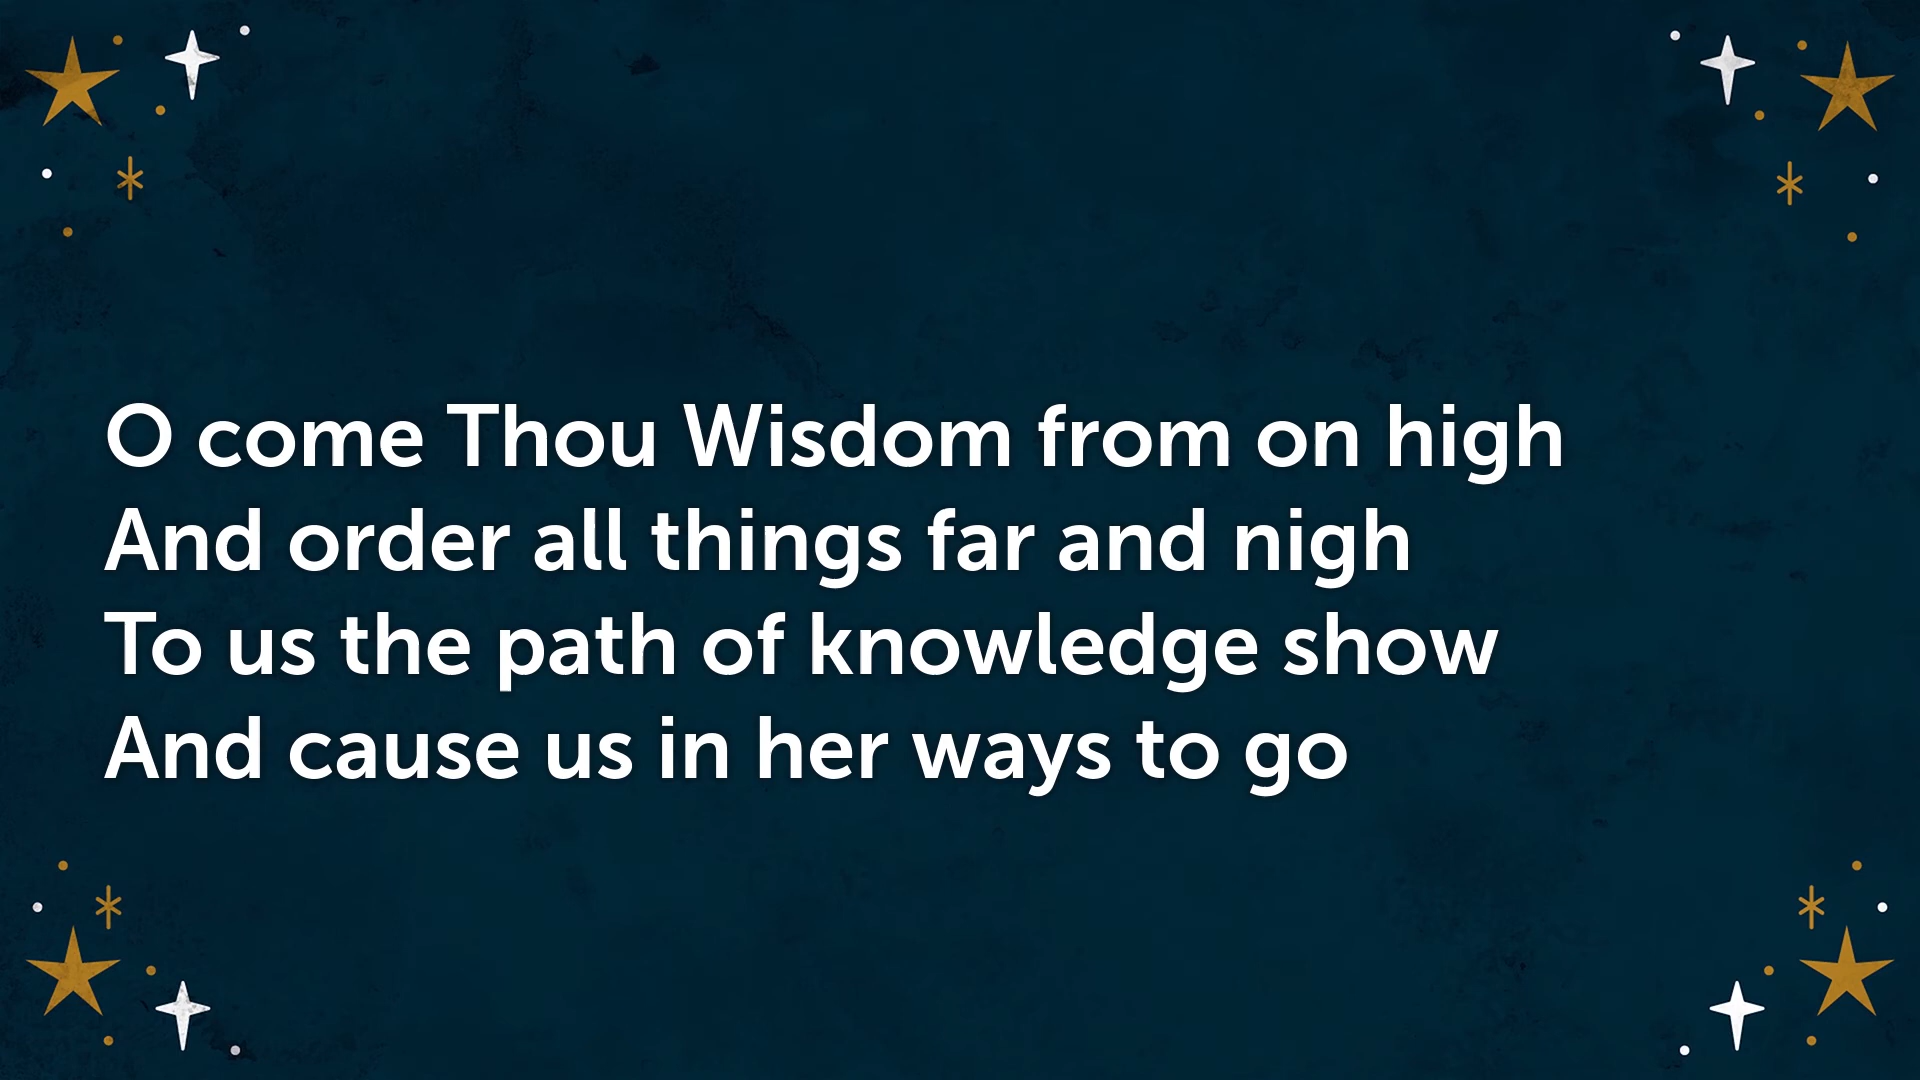 O come Thou Wisdom from on high
And order all things far and nigh
To us the path of knowledge show
And cause us in her ways to go